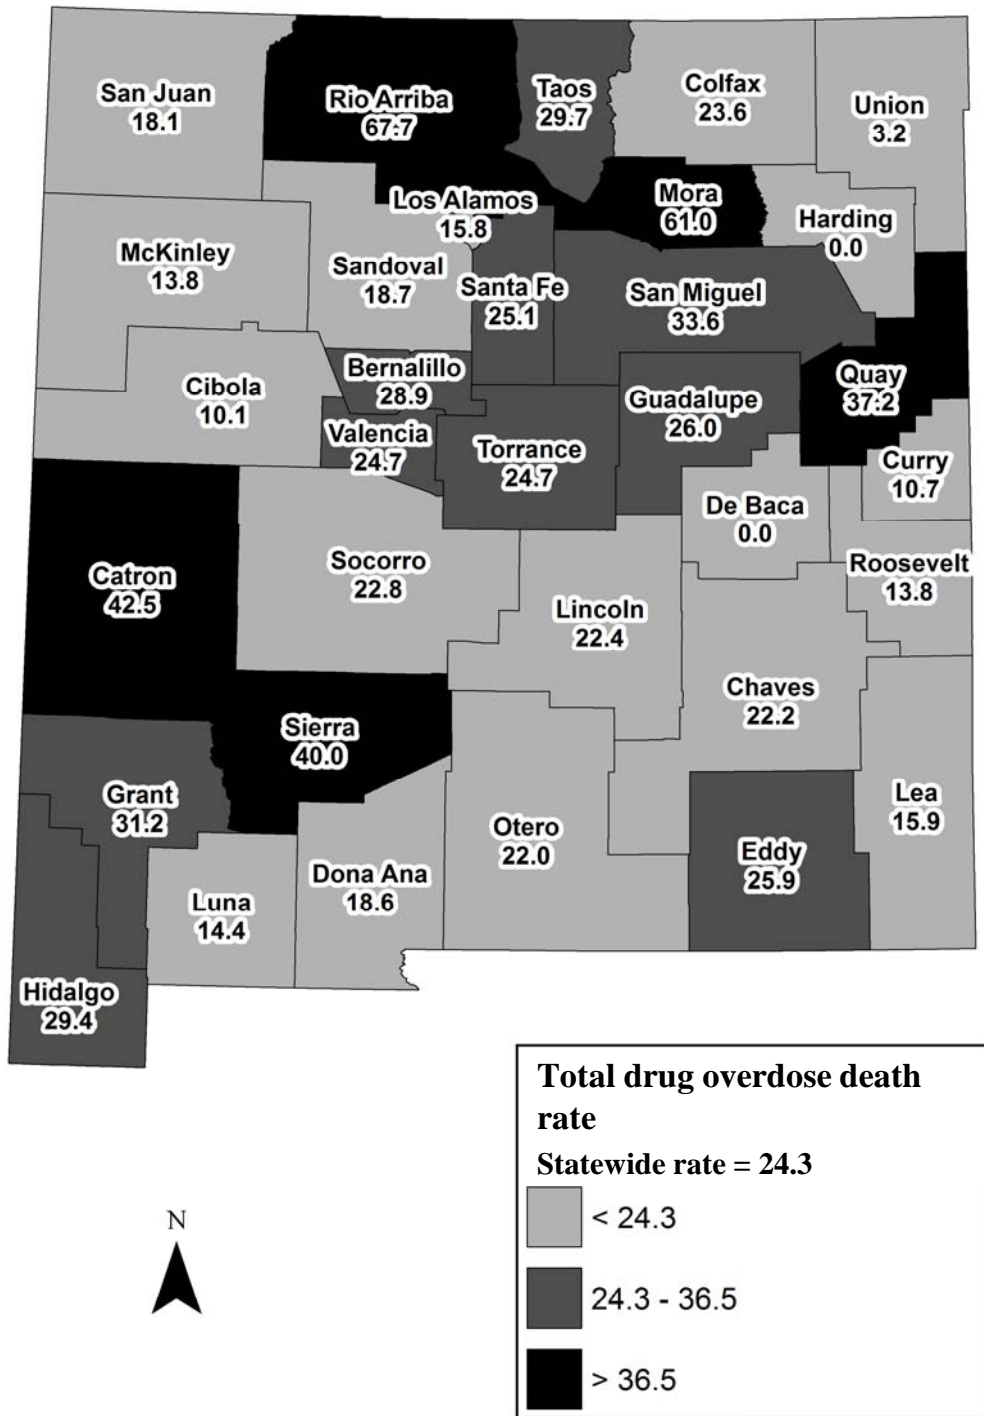 San Juan
18.1
Rio Arriba
67.7
Taos
29.7
Colfax
23.6
Union
3.2
Los Alamos
15.8
Mora
61.0
Harding
0.0
McKinley
13.8
Sandoval
18.7
Santa Fe
25.1
San Miguel
33.6
Cibola
10.1
Bernalillo
28.9
Valencia
24.7
Torrance
24.7
Guadalupe
26.0
Quay
37.2
Curry
10.7
De Baca
0.0
Roosevelt
13.8
Catron
42.5
Socorro
22.8
Lincoln
22.4
Chaves
22.2
Sierra
40.0
Grant
31.2
Otero
22.0
Lea
15.9
Eddy
25.9
Dona Ana
18.6
Luna
14.4
Hidalgo
29.4
Total drug overdose death
rate
Statewide rate = 24.3
< 24.3
24.3 - 36.5
> 36.5
N